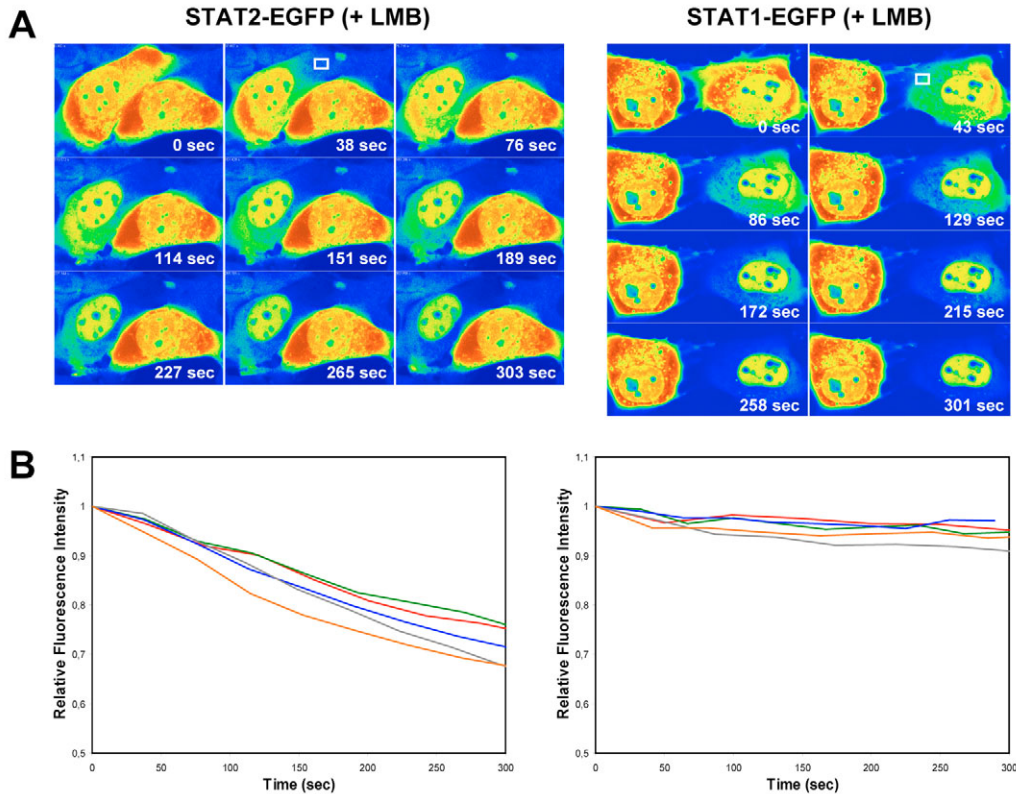 A
STAT2-EGFP (+ LMB)
STAT1-EGFP (+ LMB)
0 sec
38 sec
76 sec
114 sec
151 sec
189 sec
227 sec
265 sec
303 sec
0 sec
43 sec
86 sec
129 sec
172 sec
215 sec
258 sec
301 sec
B
Relative Fluorescence Intensity
1,1
1
0,9
0,8
0,7
0,6
0,5
0 50 100 150 200 250 300
Time (sec)
Relative Fluorescence Intensity
1,1
1
0,9
0,8
0,7
0,6
0,5
0 50 100 150 200 250 300
Time (sec)